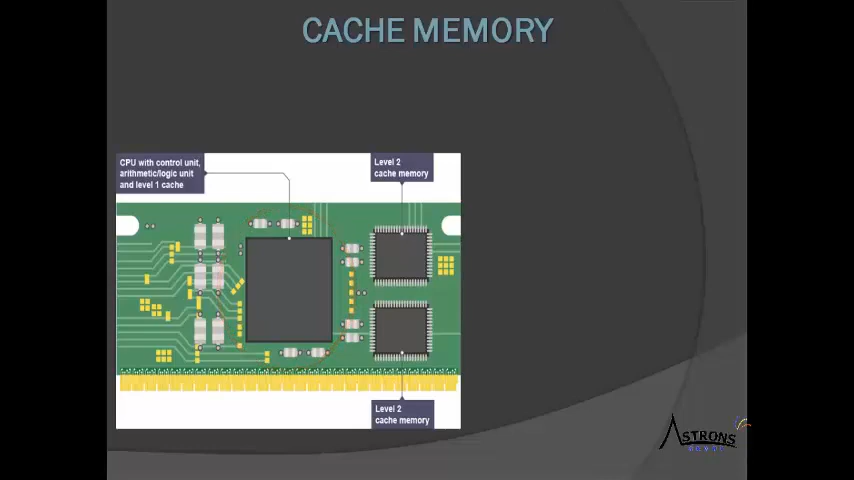 CACHE MEMORY
CPU with control unit,
arithmetic/logic unit
and level 1 cache
Level 2
cache memory
Level 2
cache memory
ASTRONS